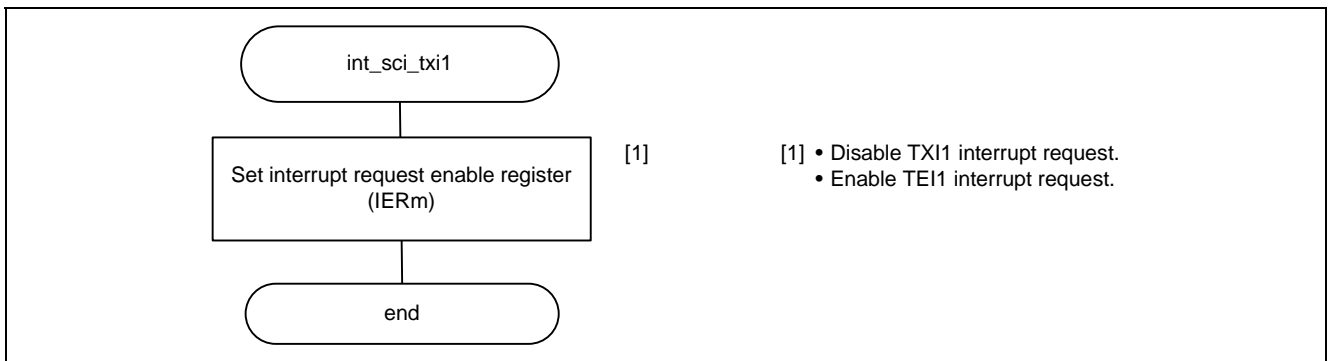 int_sci_txi1
Set interrupt request enable register
(IERm)
[1]
[1] • Disable TXI1 interrupt request.
• Enable TEI1 interrupt request.
end